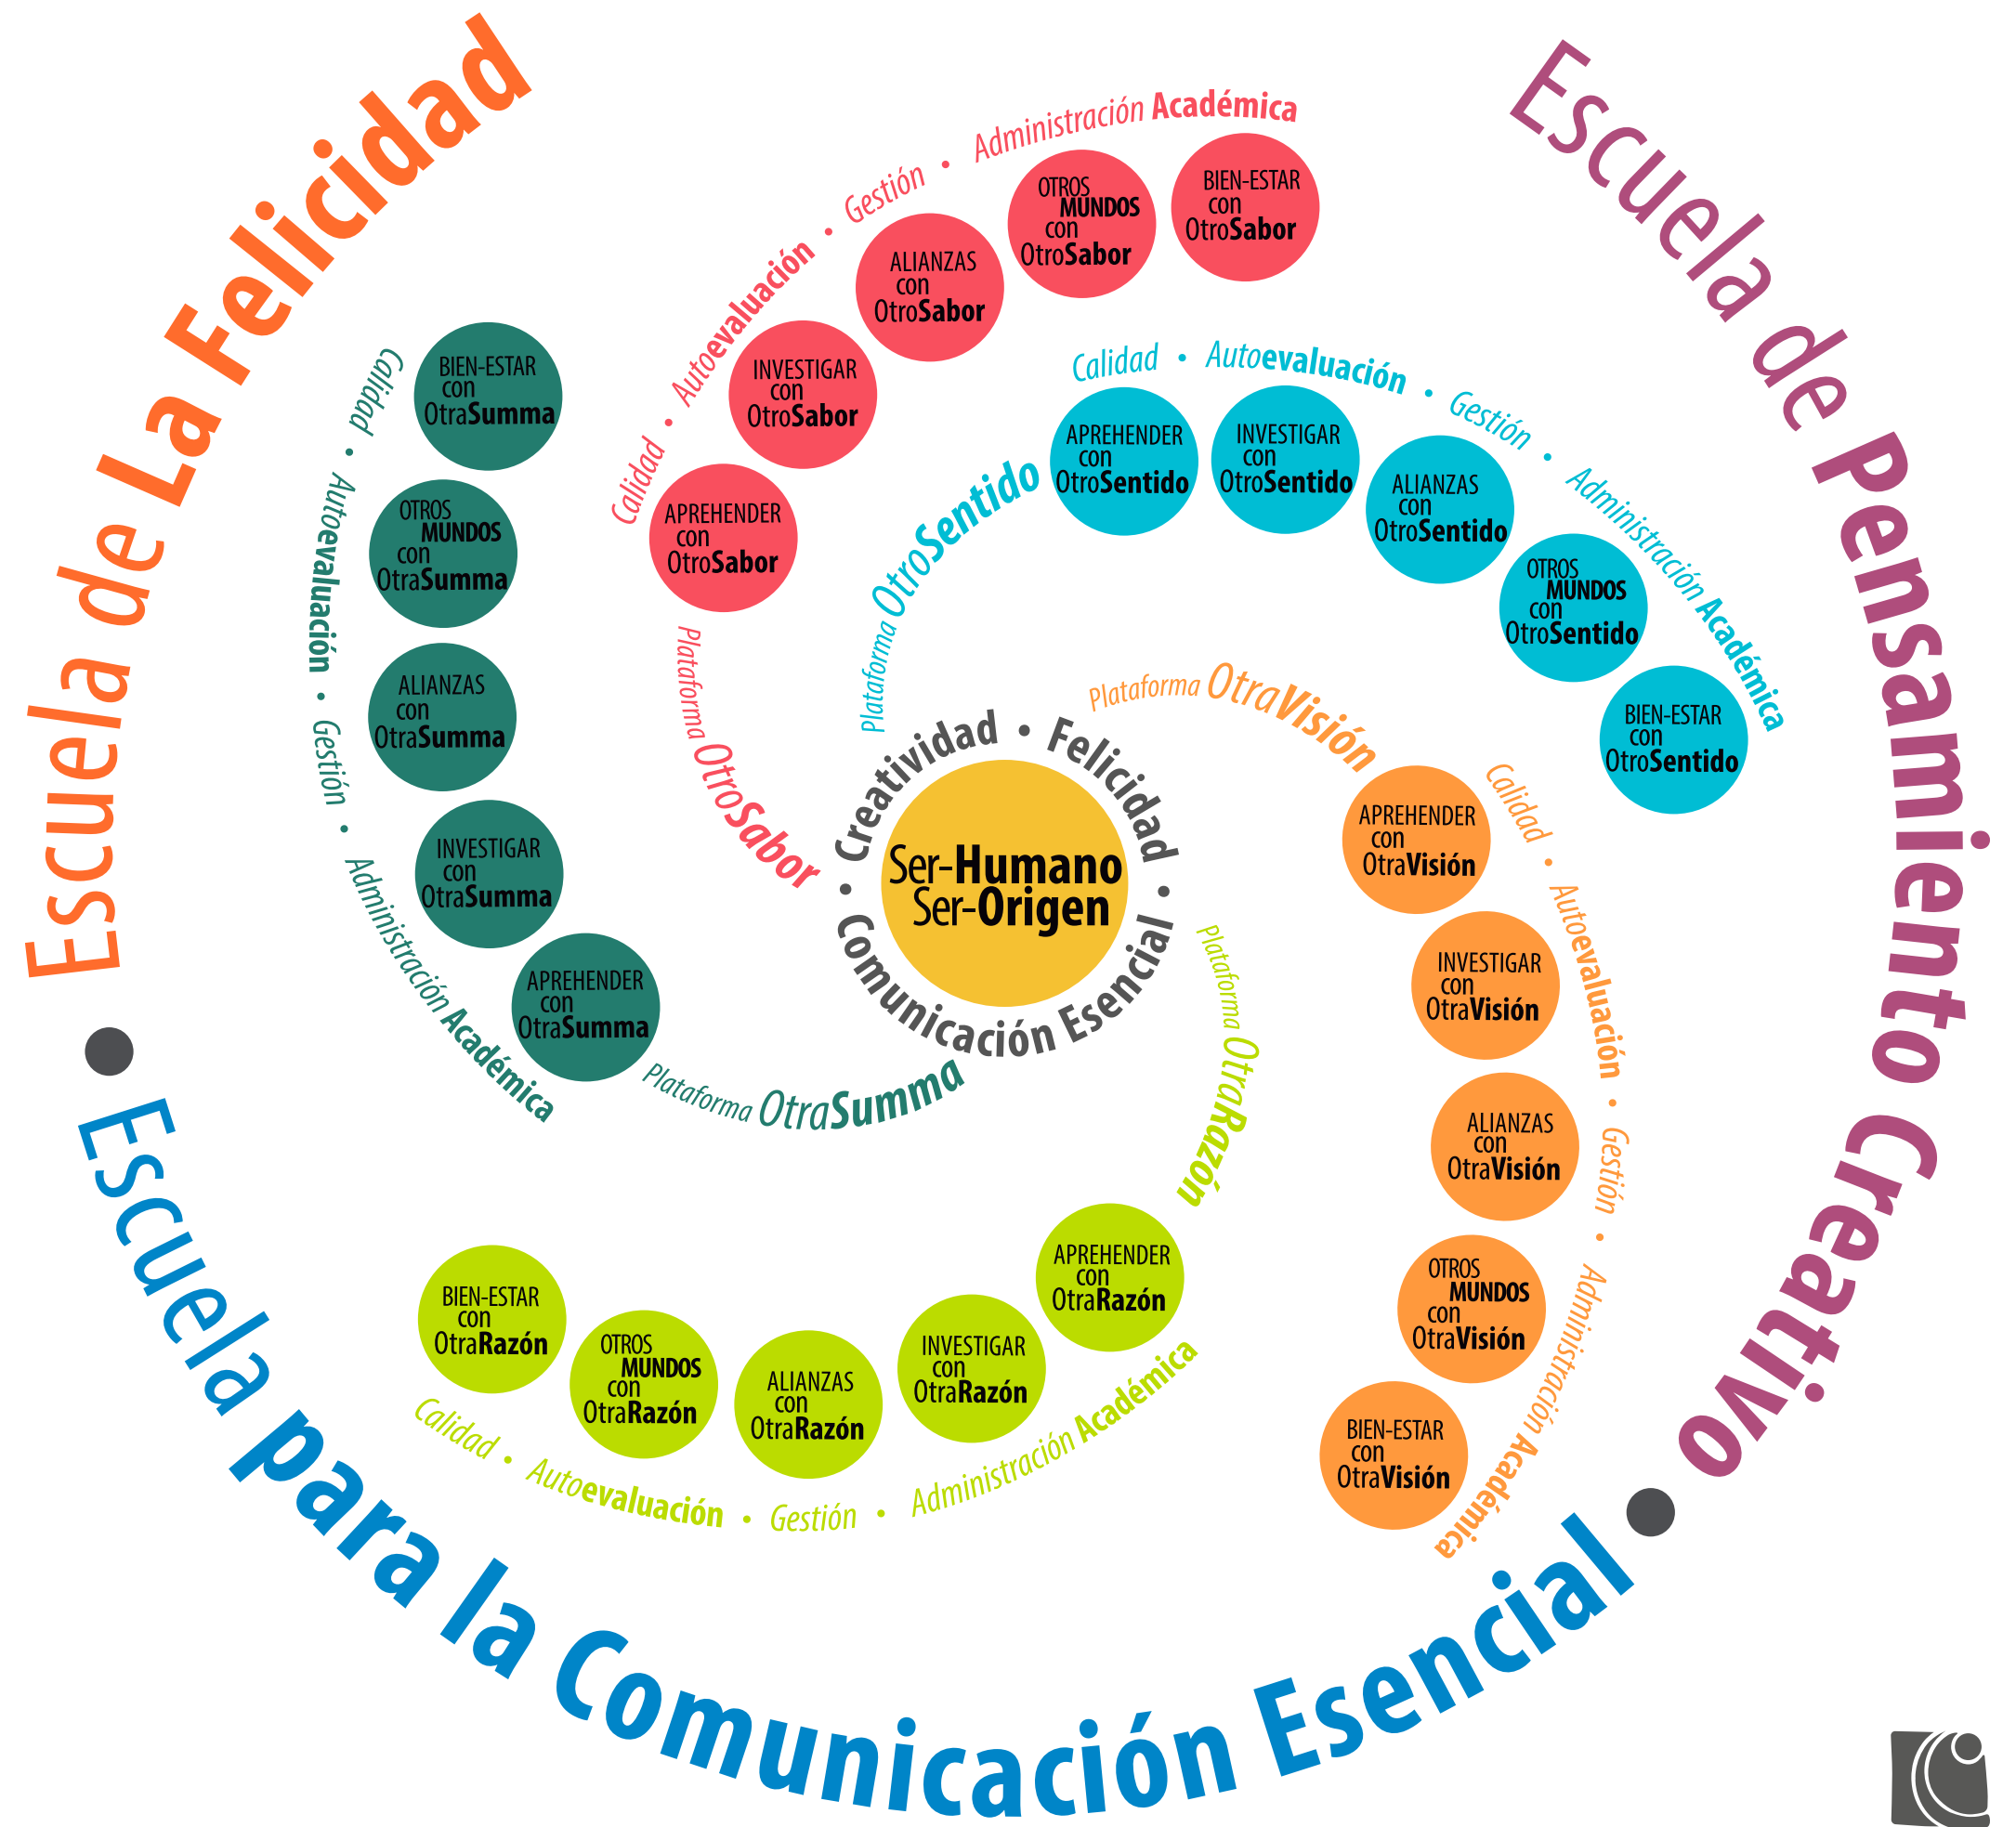 Escuela de La Felicidad
Escuela de Pensamiento Creativo
Escuela para la Comunicación Esencial
Creatividad • Felicidad •
Comunicación Esencial •
Ser-Humano
Ser-Origen
Plataforma OtroSabor
Calidad • Autoevaluación • Gestión • Administración Académica
APREHENDER
con
OtroSabor
INVESTIGAR
con
OtroSabor
ALIANZAS
con
OtroSabor
OTROS
MUNDOS
con
OtroSabor
BIEN-ESTAR
con
OtroSabor
Plataforma OtroSentido
Calidad • Autoevaluación • Gestión • Administración Académica
APREHENDER
con
OtroSentido
INVESTIGAR
con
OtroSentido
ALIANZAS
con
OtroSentido
OTROS
MUNDOS
con
OtroSentido
BIEN-ESTAR
con
OtroSentido
Plataforma OtraVisión
Calidad • Autoevaluación • Gestión • Administración Académica
APREHENDER
con
OtraVisión
INVESTIGAR
con
OtraVisión
ALIANZAS
con
OtraVisión
OTROS
MUNDOS
con
OtraVisión
BIEN-ESTAR
con
OtraVisión
Plataforma OtraRazón
Calidad • Autoevaluación • Gestión • Administración Académica
APREHENDER
con
OtraRazón
INVESTIGAR
con
OtraRazón
ALIANZAS
con
OtraRazón
OTROS
MUNDOS
con
OtraRazón
BIEN-ESTAR
con
OtraRazón
Plataforma OtraSumma
Calidad • Autoevaluación • Gestión • Administración Académica
APREHENDER
con
OtraSumma
INVESTIGAR
con
OtraSumma
ALIANZAS
con
OtraSumma
OTROS
MUNDOS
con
OtraSumma
BIEN-ESTAR
con
OtraSumma